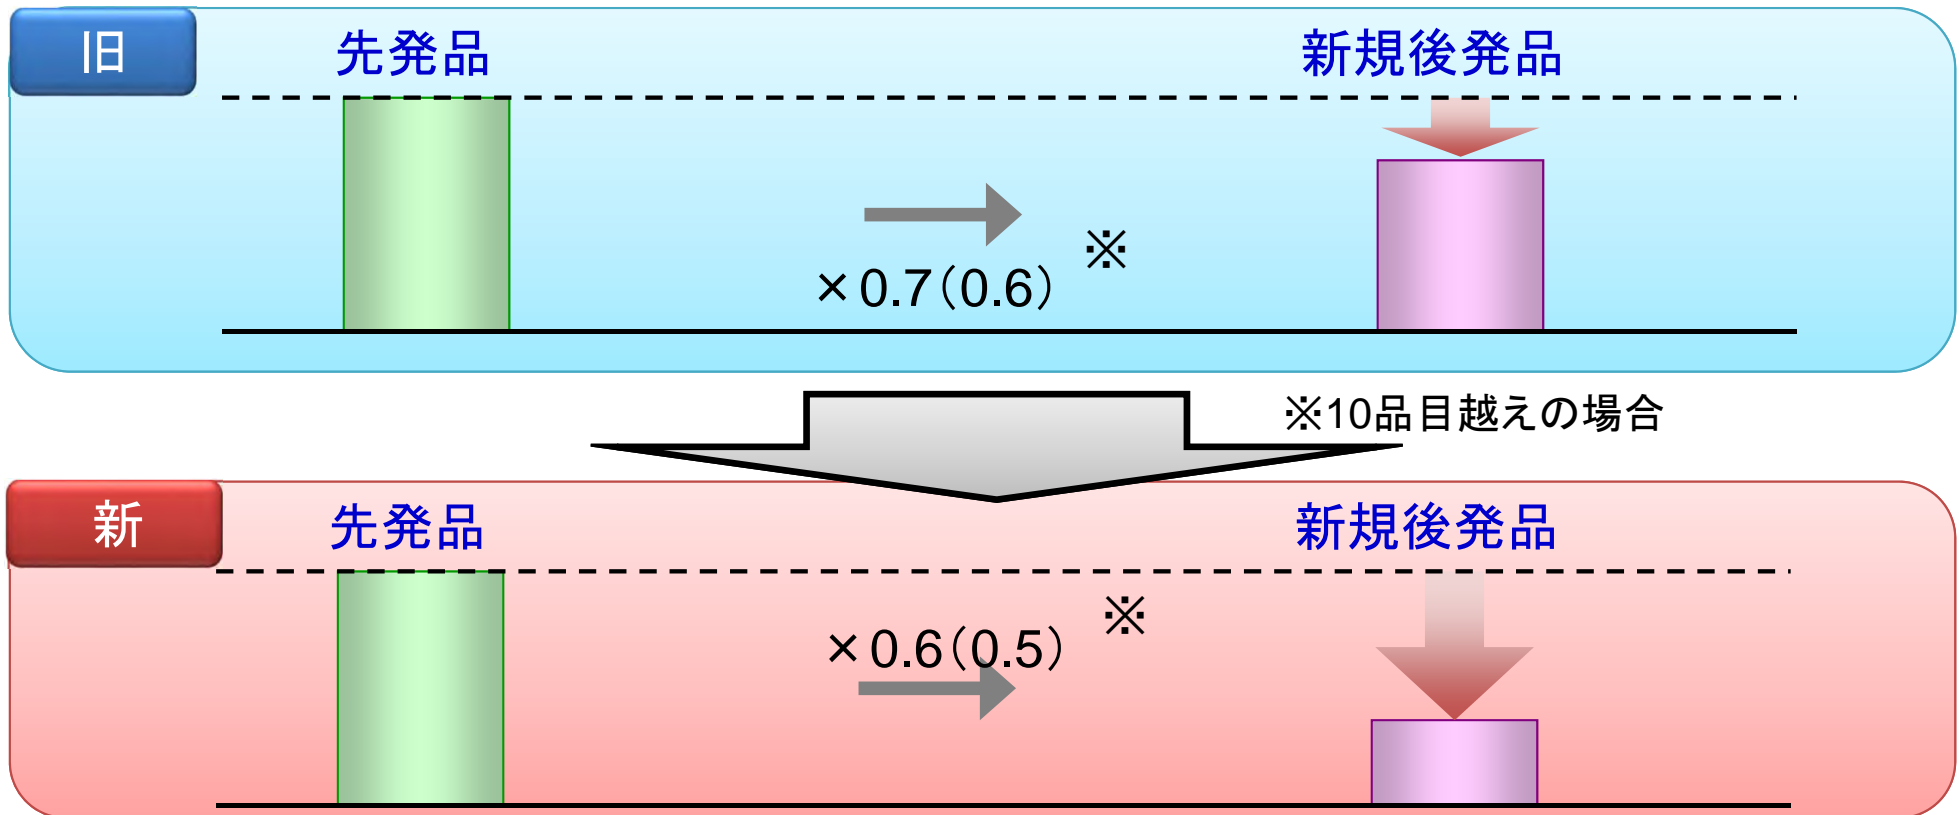 旧
先発品
新規後発品
×0.7(0.6)※
※10品目越えの場合
新
先発品
新規後発品
×0.6(0.5)※